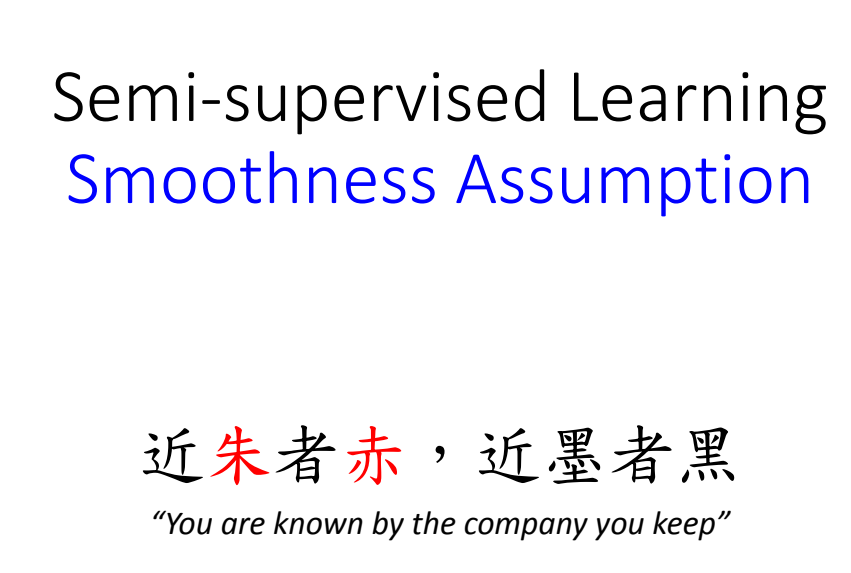 Semi-supervised Learning
Smoothness Assumption
近朱者赤，近墨者黑
“You are known by the company you keep”